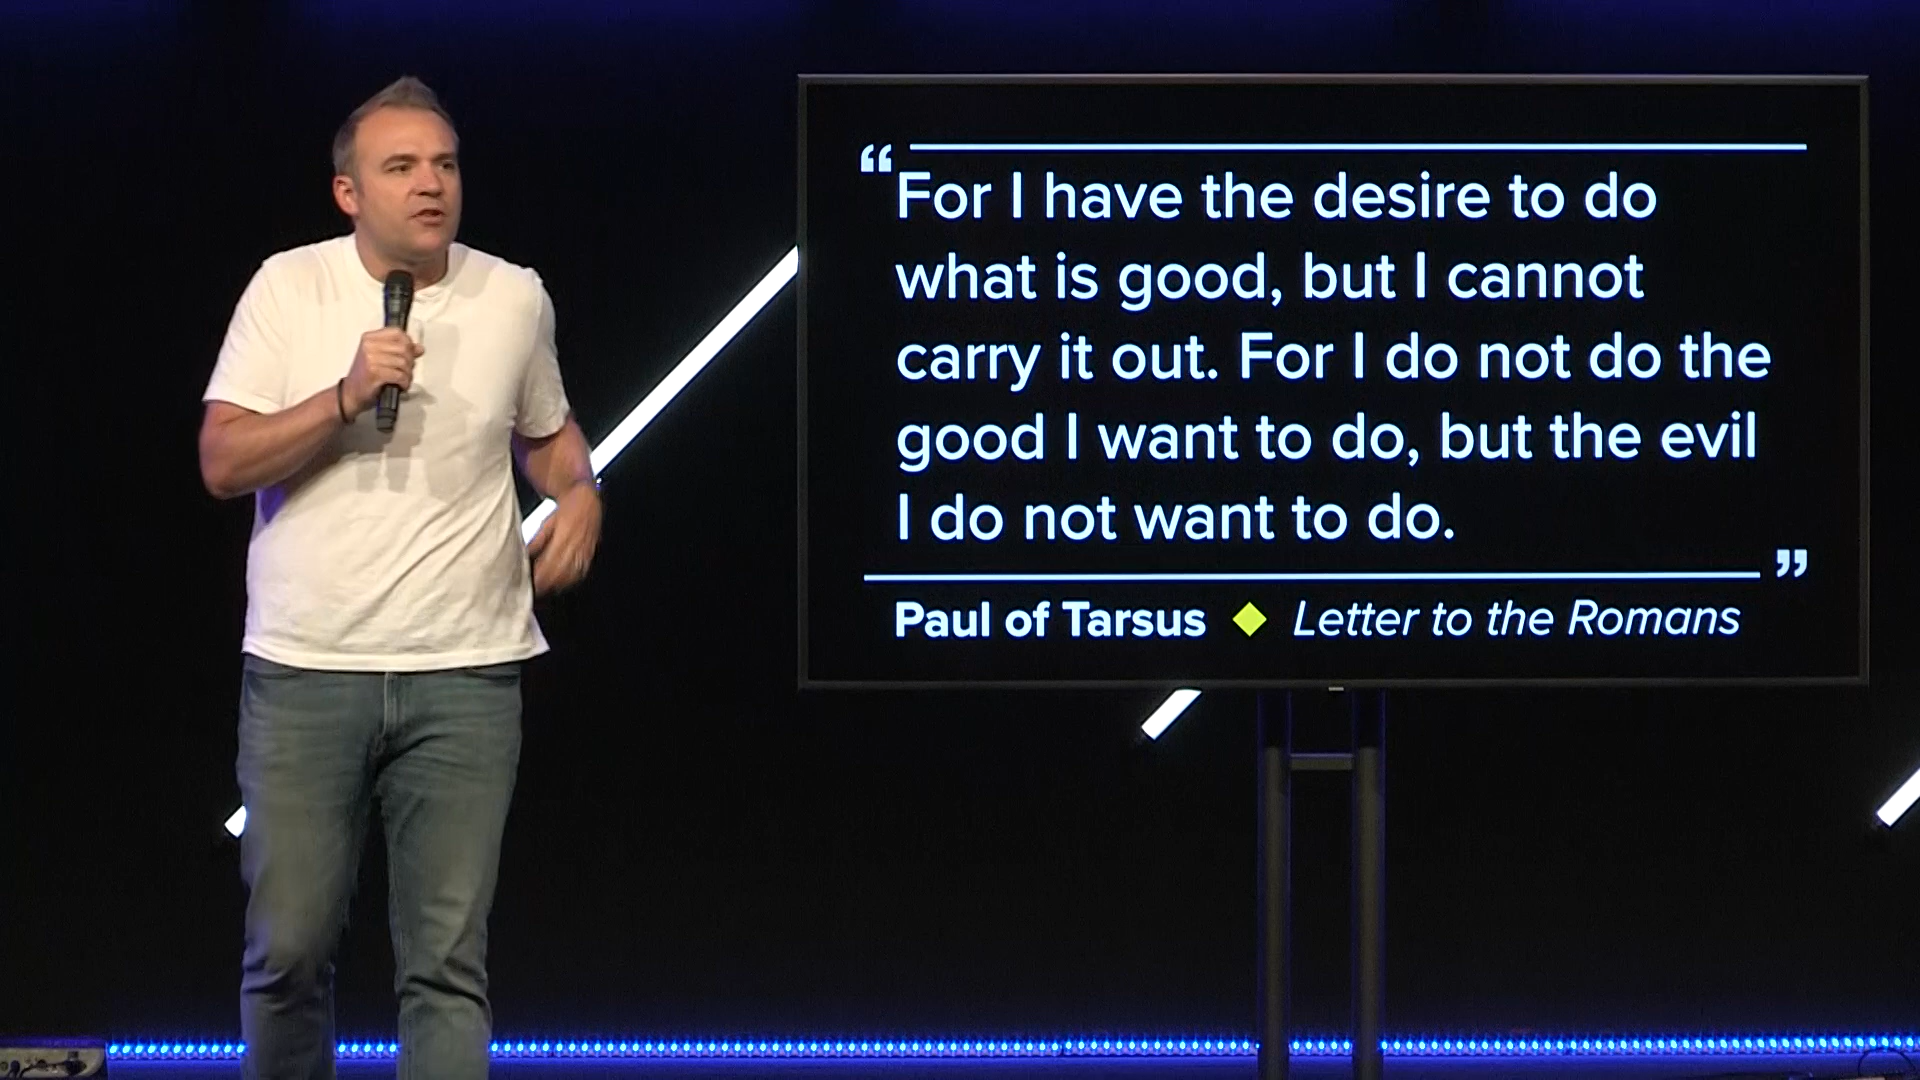 “For I have the desire to do
what is good, but I cannot
carry it out. For I do not do the
good I want to do, but the evil
I do not want to do.”
Paul of Tarsus ◆ Letter to the Romans